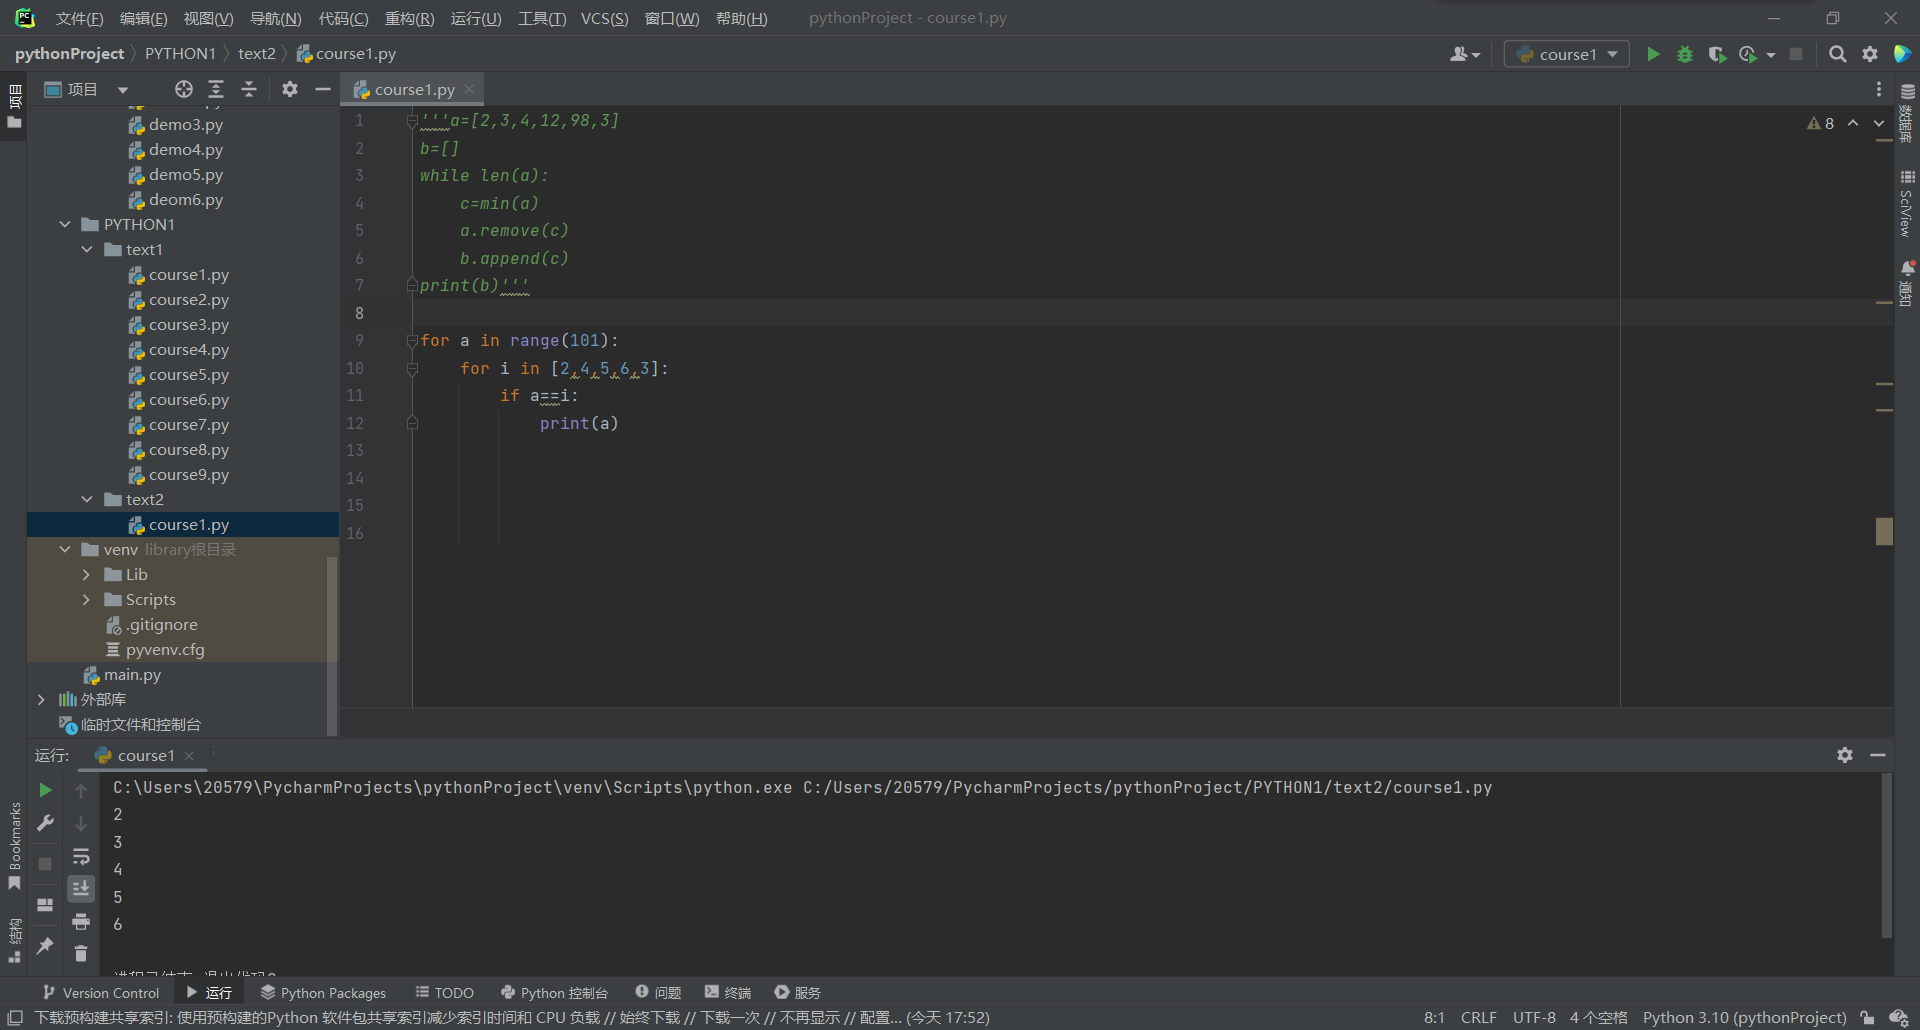 PC 文件(F) 编辑(E) 视图(V) 导航(N) 代码(C) 重构(R) 运行(U) 工具(T) VCS(S) 窗口(W) 帮助(H) pythonProject - course1.py
pythonProject PYTHON1 text2 course1.py course1
项目
项目
demo3.py
demo4.py
demo5.py
deom6.py
PYTHON1
text1
course1.py
course2.py
course3.py
course4.py
course5.py
course6.py
course7.py
course8.py
course9.py
text2
course1.py
venv library根目录
Lib
Scripts
.gitignore
pyvenv.cfg
main.py
外部库
临时文件和控制台
course1.py
8
1 '''a=[2,3,4,12,98,3]
2 b=[]
3 while len(a):
4 c=min(a)
5 a.remove(c)
6 b.append(c)
7 print(b)'''
8
9 for a in range(101):
10 for i in [2,4,5,6,3]:
11 if a==i:
12 print(a)
13
14
15
16
数据库
SciView
通知
运行: course1
C:\Users\20579\PycharmProjects\pythonProject\venv\Scripts\python.exe C:/Users/20579/PycharmProjects/pythonProject/PYTHON1/text2/course1.py
2
3
4
5
6
Bookmarks
结构
Version Control 运行 Python Packages TODO Python 控制台 问题 终端 服务
下载预构建共享索引: 使用预构建的Python 软件包共享索引减少索引时间和 CPU 负载 // 始终下载 // 下载一次 // 不再显示 // 配置... (今天 17:52) 8:1 CRLF UTF-8 4 个空格 Python 3.10 (pythonProject)